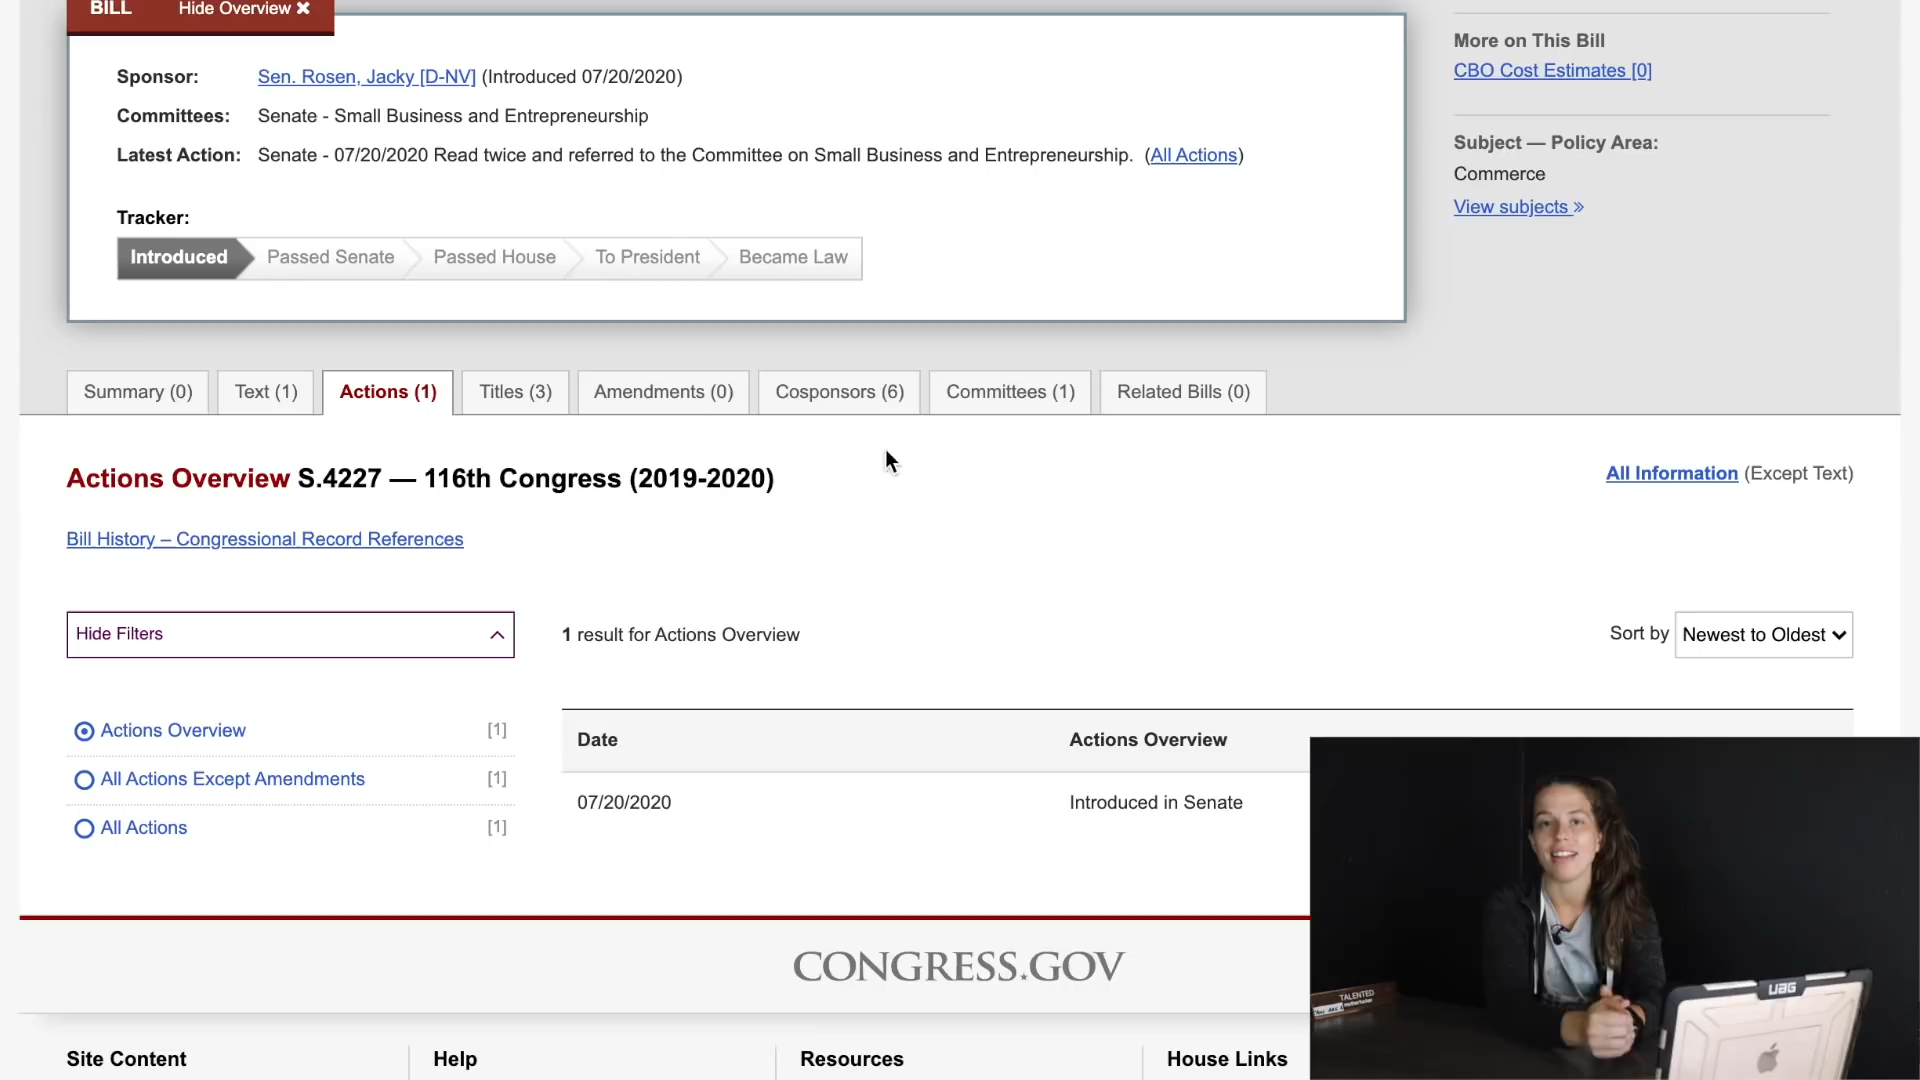 BILL Hide Overview ✖
Sponsor: Sen. Rosen, Jacky [D-NV] (Introduced 07/20/2020)
Committees: Senate - Small Business and Entrepreneurship
Latest Action: Senate - 07/20/2020 Read twice and referred to the Committee on Small Business and Entrepreneurship. (All Actions)
Tracker:
Introduced Passed Senate Passed House To President Became Law
More on This Bill
CBO Cost Estimates [0]
Subject — Policy Area:
Commerce
View subjects »
Summary (0) Text (1) Actions (1) Titles (3) Amendments (0) Cosponsors (6) Committees (1) Related Bills (0)
Actions Overview S.4227 — 116th Congress (2019-2020)
All Information (Except Text)
Bill History – Congressional Record References
Hide Filters
1 result for Actions Overview
Sort by Newest to Oldest
Actions Overview [1]
All Actions Except Amendments [1]
All Actions [1]
Date Actions Overview
07/20/2020 Introduced in Senate
TALENTED
UAG
CONGRESS.GOV
Site Content Help Resources House Links